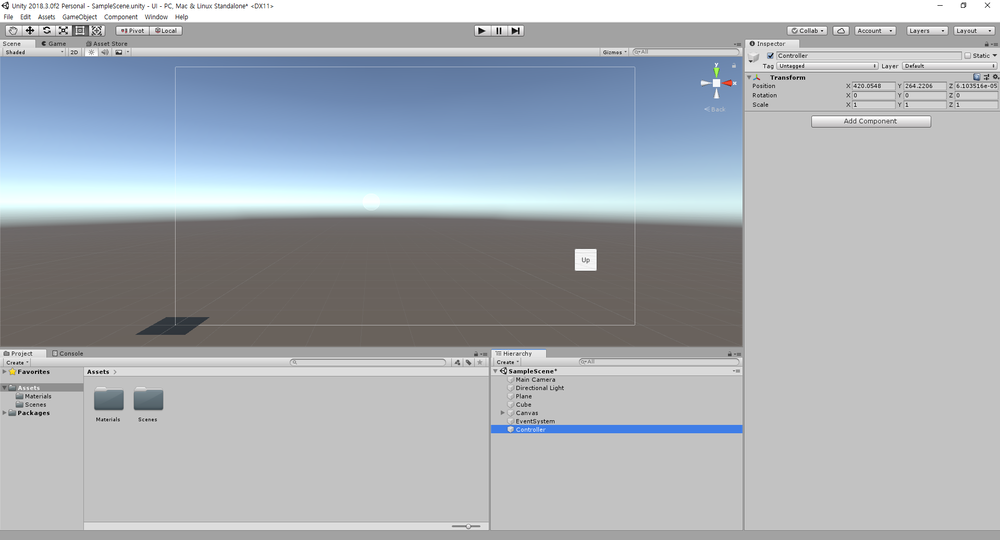 Unity 2018.3.0f2 Personal - SampleScene.unity - UI - PC, Mac & Linux Standalone* <DX11>
File Edit Assets GameObject Component Window Help
Pivot Local Collab Account Layers Layout
Scene Game Asset Store
Shaded 2D Gizmos All
y
x
Back
Up
Inspector
Controller Static
Tag Untagged Layer Default
Transform
Position X 420.0548 Y 264.2206 Z 6.103516e-05
Rotation X 0 Y 0 Z 0
Scale X 1 Y 1 Z 1
Add Component
Project Console
Create
Favorites
Assets
Materials
Scenes
Packages
Assets
Materials Scenes
Hierarchy
Create All
SampleScene*
Main Camera
Directional Light
Plane
Cube
Canvas
EventSystem
Controller